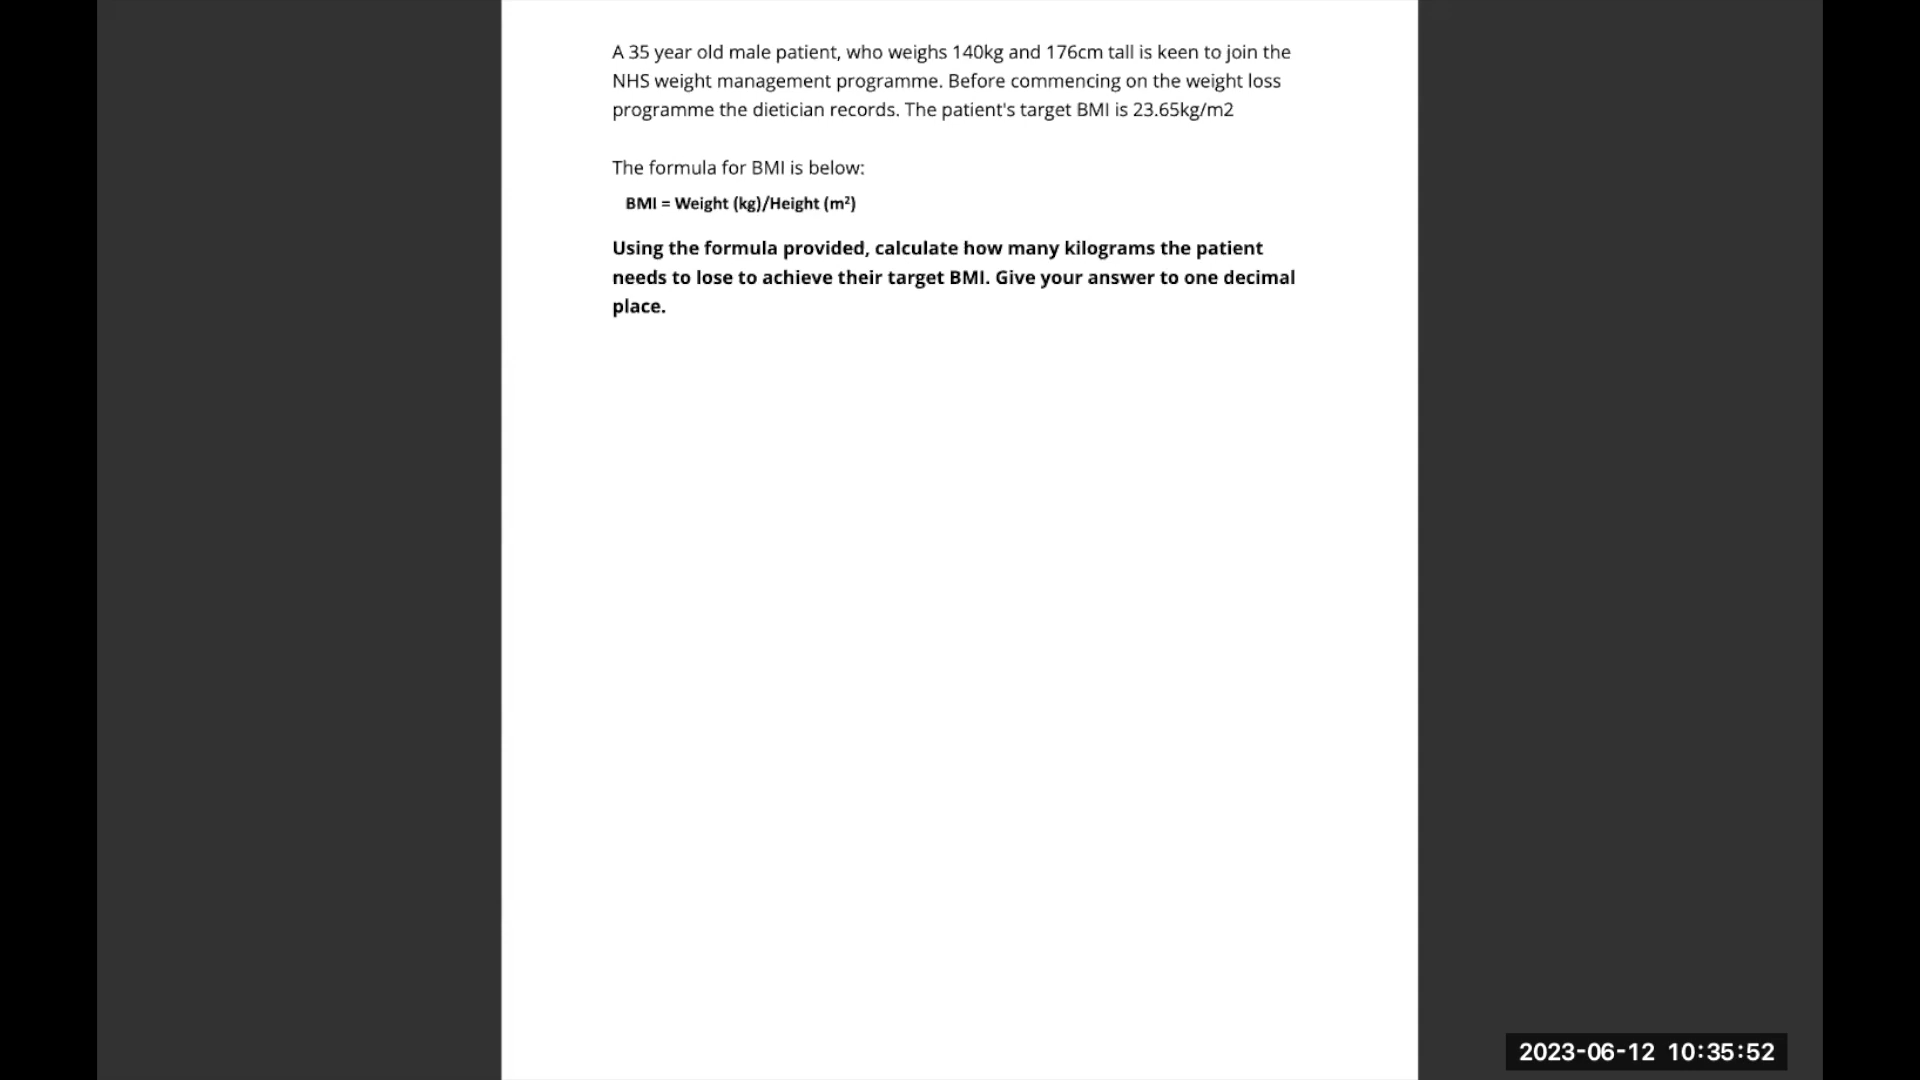 A 35 year old male patient, who weighs 140kg and 176cm tall is keen to join the
NHS weight management programme. Before commencing on the weight loss
programme the dietician records. The patient's target BMI is 23.65kg/m2
The formula for BMI is below:
BMI = Weight (kg)/Height (m²)
Using the formula provided, calculate how many kilograms the patient
needs to lose to achieve their target BMI. Give your answer to one decimal
place.
2023-06-12 10:35:52